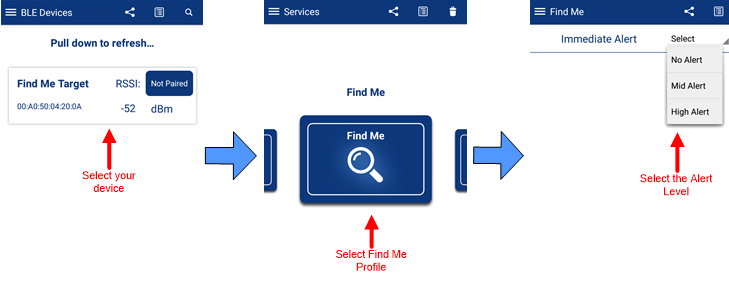 BLE Devices
Pull down to refresh...
Find Me Target
RSSI:
Not Paired
00:A0:50:04:20:0A
-52
dBm
Select your
device
Services
Find Me
Find Me
Select Find Me
Profile
Find Me
Immediate Alert
Select
No Alert
Mid Alert
High Alert
Select the Alert
Level